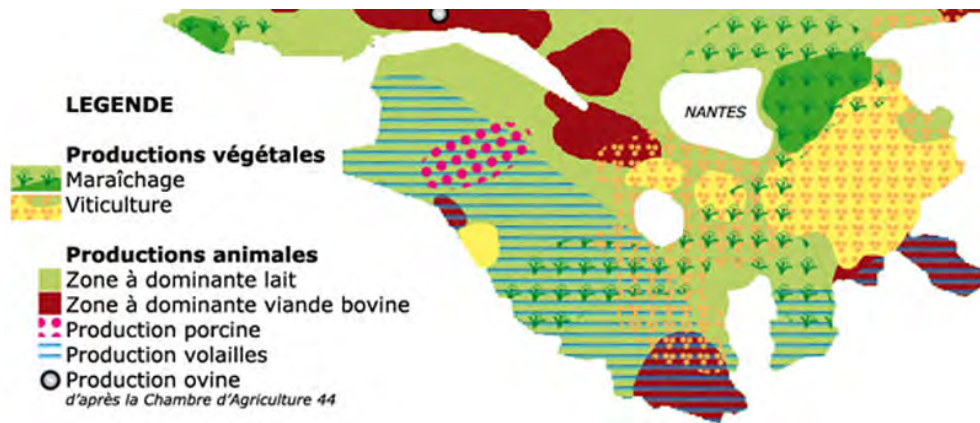 NANTES
LEGENDE
Productions végétales
Maraîchage
Viticulture
Productions animales
Zone à dominante lait
Zone à dominante viande bovine
Production porcine
Production volailles
Production ovine
d'après la Chambre d'Agriculture 44